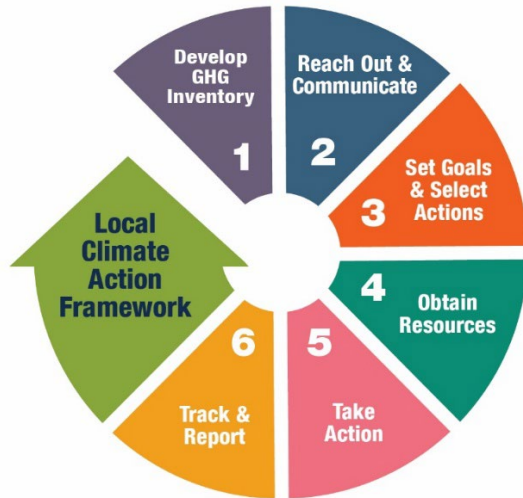 Local
Climate
Action
Framework
Develop
GHG
Inventory
1
Reach Out &
Communicate
2
Set Goals
& Select
Actions
3
4
Obtain
Resources
5
Take
Action
6
Track &
Report